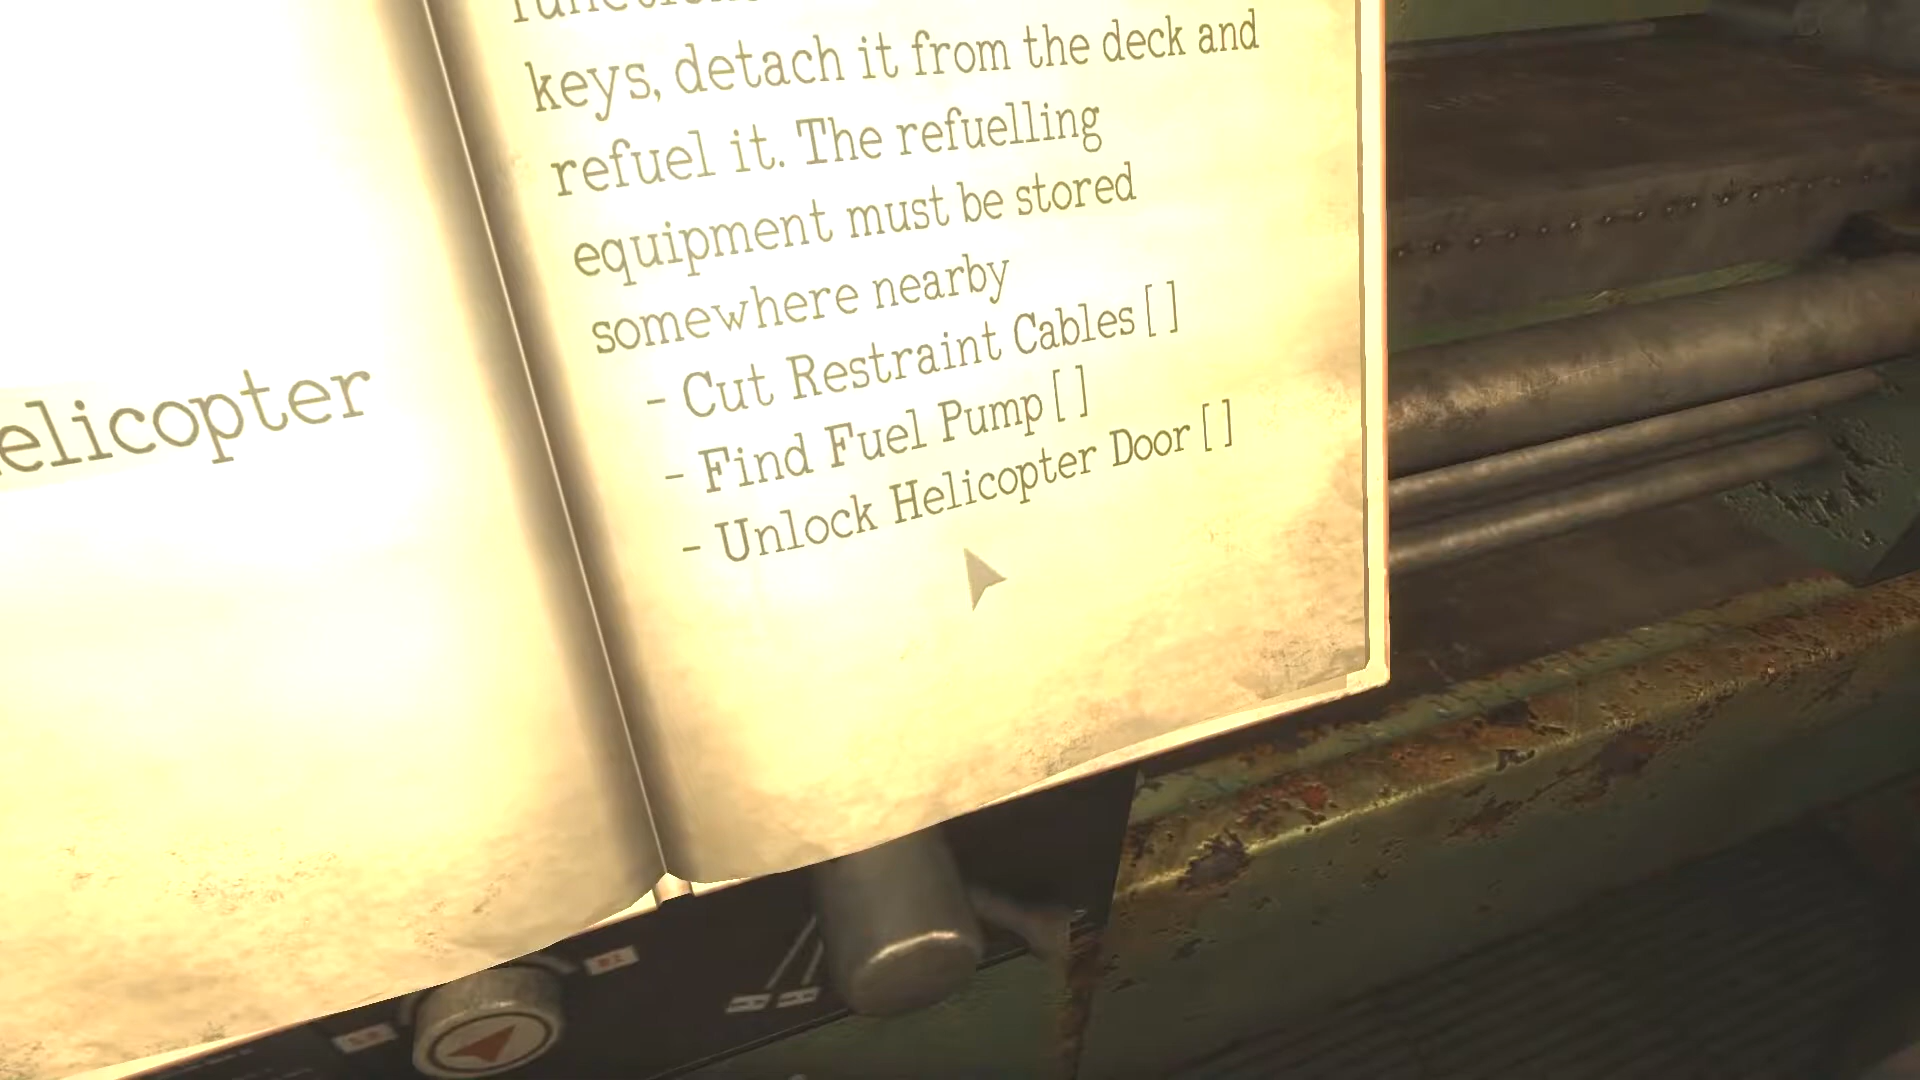 elicopter
keys, detach it from the deck and
refuel it. The refuelling
equipment must be stored
somewhere nearby
- Cut Restraint Cables [ ]
- Find Fuel Pump [ ]
- Unlock Helicopter Door [ ]